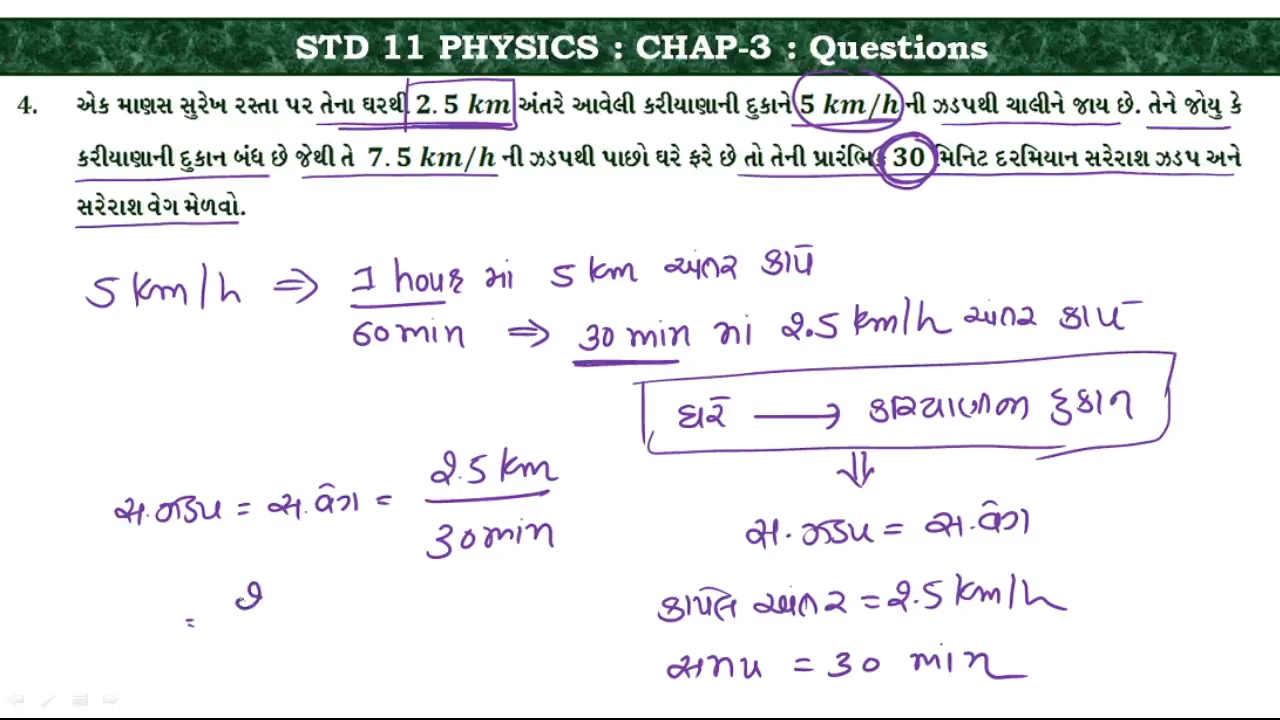 STD 11 PHYSICS : CHAP-3 : Questions
4. એક માણસ સુરેખ રસ્તા પર તેના ઘરથી 2.5 km અંતરે આવેલી કરીયાણાની દુકાને 5 km/h ની ઝડપથી ચાલીને જાય છે. તેને જોયુ કે
કરીયાણાની દુકાન બંધ છે જેથી તે 7.5 km/h ની ઝડપથી પાછો ઘરે ફરે છે તો તેની પ્રારંભિક 30 મિનિટ દરમિયાન સરેરાશ ઝડપ અને
સરેરાશ વેગ મેળવો.
5 km/h ⇒ 1 hour માં 5 km અંતર કાપે
60 min ⇒ 30 min માં 2.5 km/h અંતર કાપે
ઘરે ⟶ કરિયાણાના દુકાન
⇓
સ. ઝડપ = સ. વેગ = 2.5 km / 30 min
સ. ઝડપ = સ. વેગ
=
કાપેલ અંતર = 2.5 km/h
સમય = 30 min